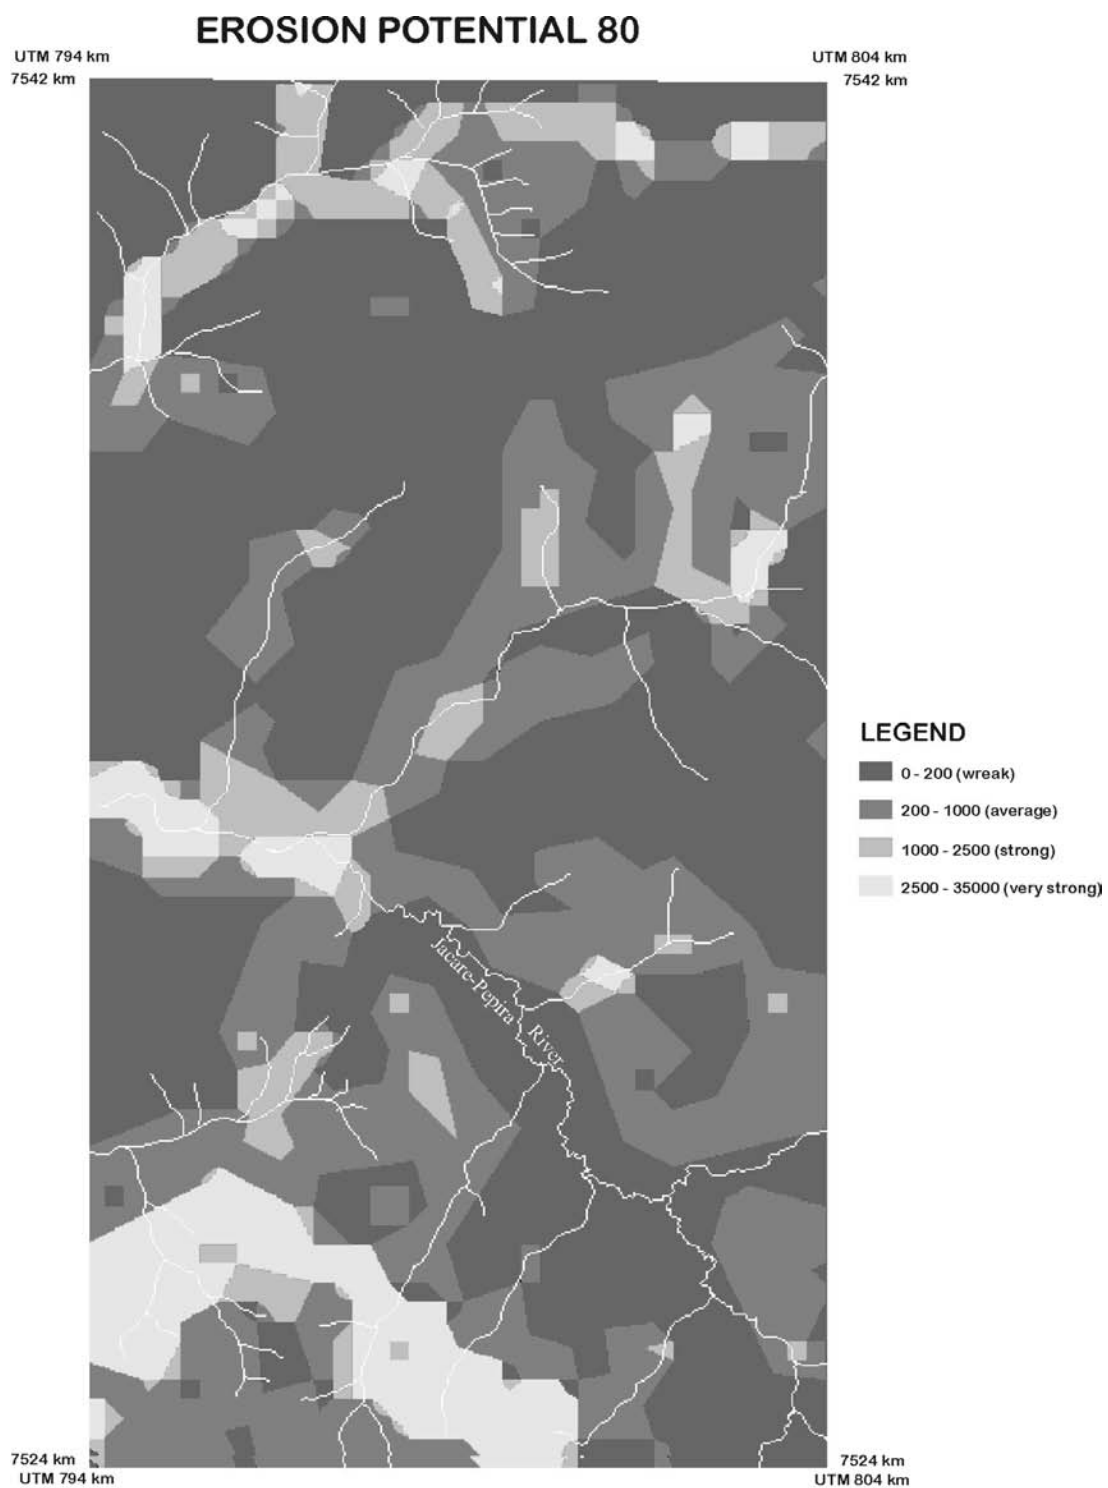 EROSION POTENTIAL 80
UTM 794 km
UTM 804 km
7542 km
7542 km
LEGEND
0 - 200 (wreak)
200 - 1000 (average)
1000 - 2500 (strong)
2500 - 35000 (very strong)
Jacare-Pepira River
7524 km
7524 km
UTM 794 km
UTM 804 km